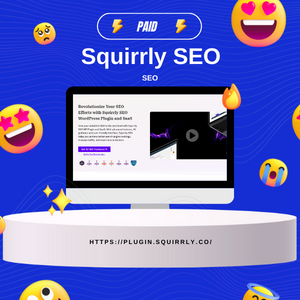 PAID
Squirrly SEO
SEO
Revolutionize Your SEO
Efforts with Squirrly SEO
WordPress Plugin and SaaS
HTTPS://PLUGIN.SQUIRRLY.CO/